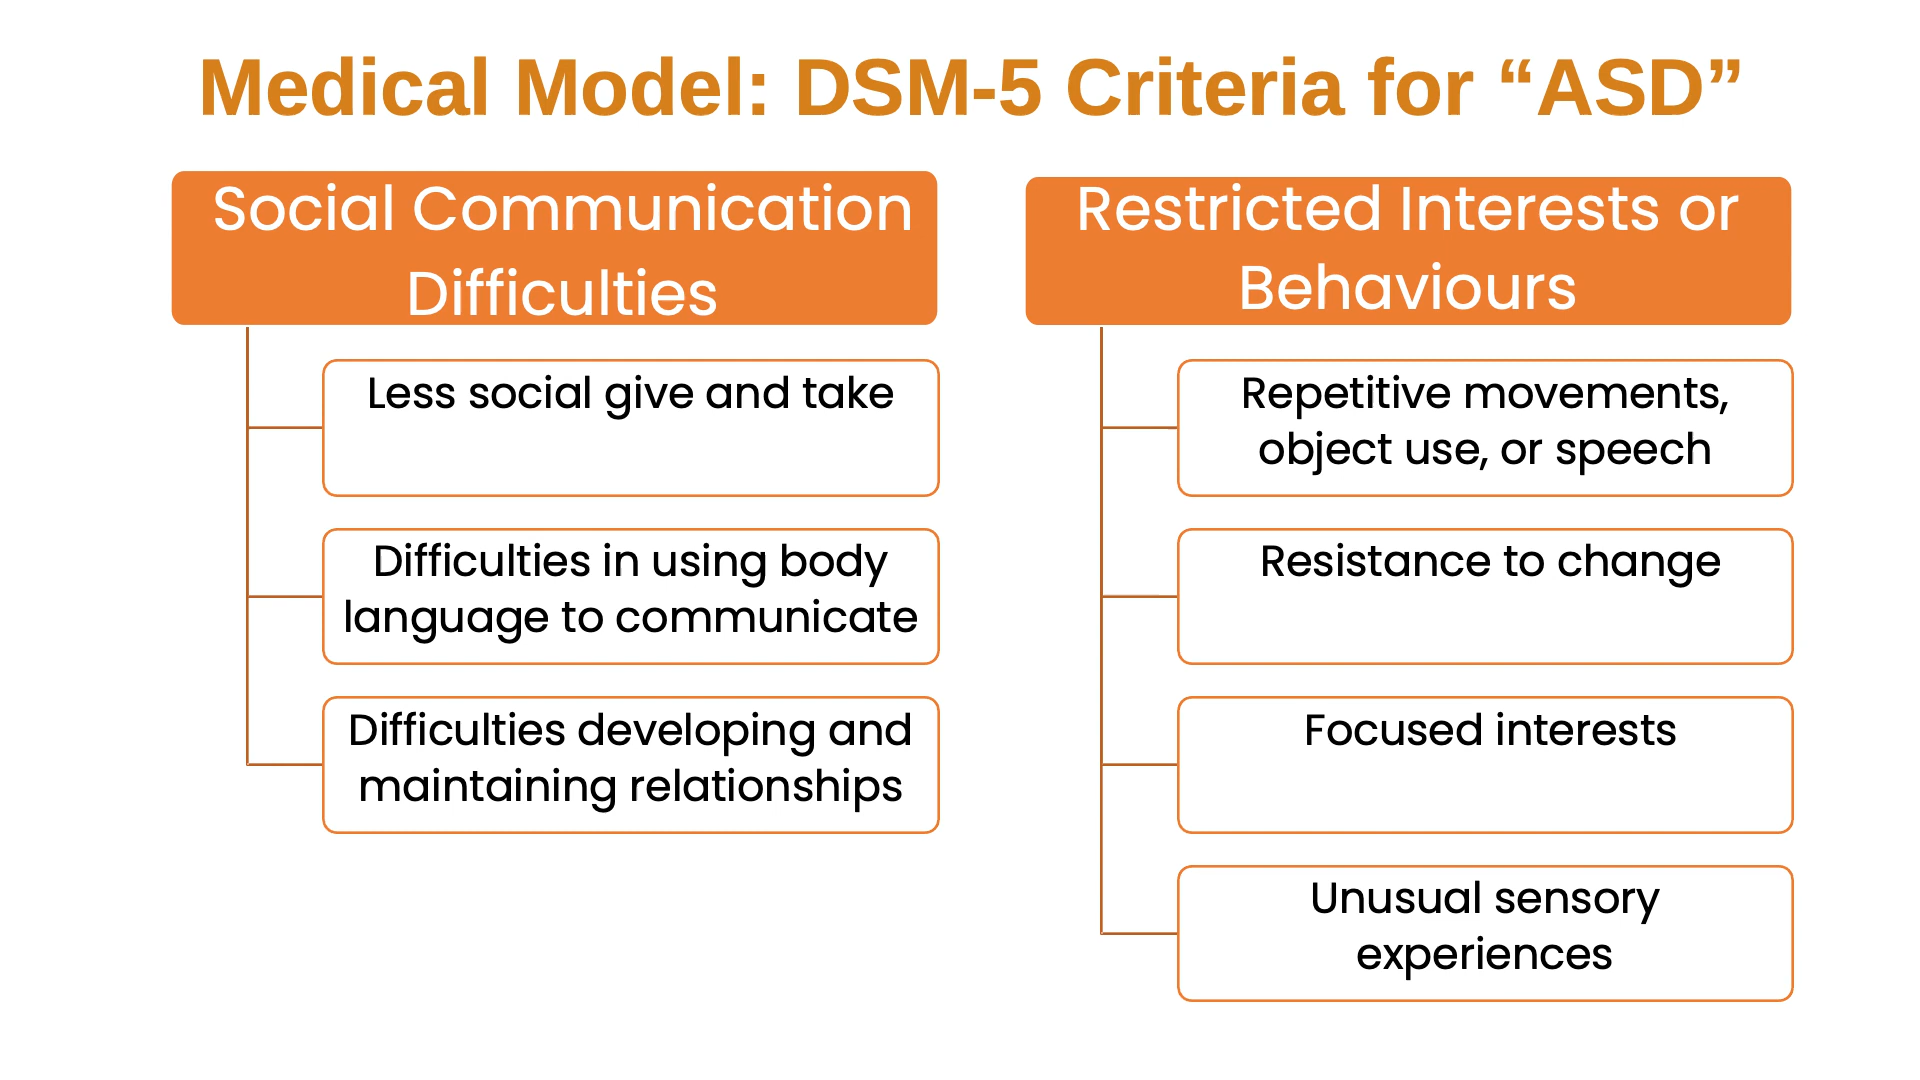 Medical Model: DSM-5 Criteria for “ASD”
Social Communication
Difficulties
Less social give and take
Difficulties in using body
language to communicate
Difficulties developing and
maintaining relationships
Restricted Interests or
Behaviours
Repetitive movements,
object use, or speech
Resistance to change
Focused interests
Unusual sensory
experiences